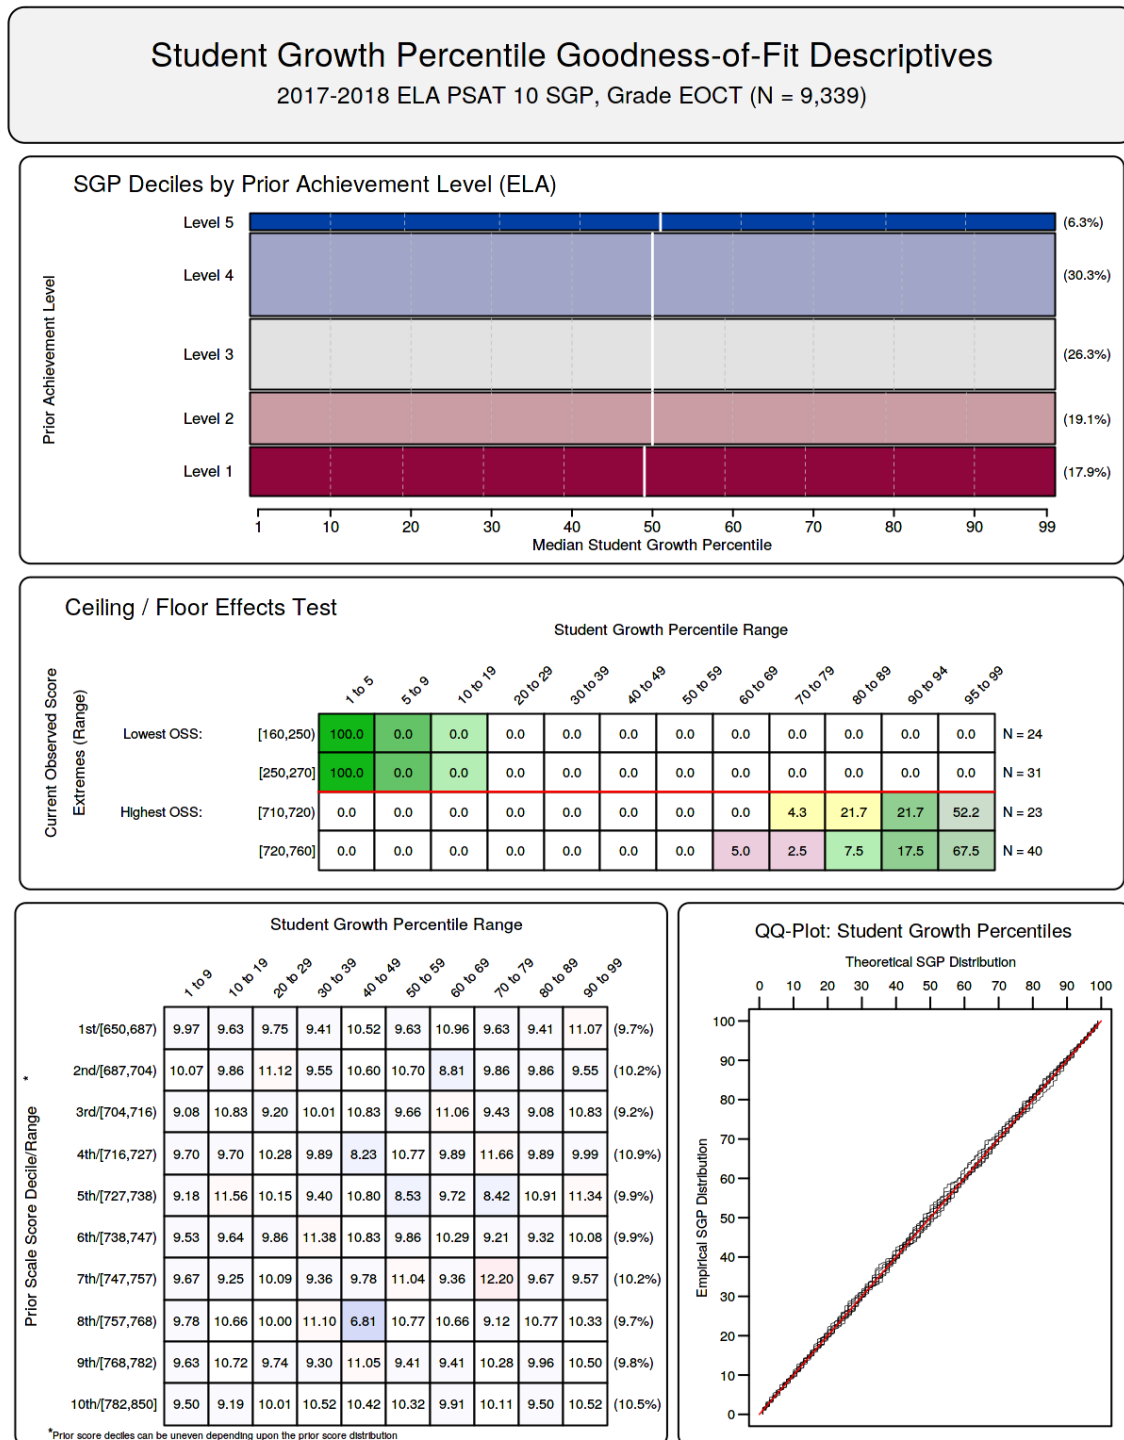 Student Growth Percentile Goodness-of-Fit Descriptives
2017-2018 ELA PSAT 10 SGP, Grade EOCT (N = 9,339)
SGP Deciles by Prior Achievement Level (ELA)
Prior Achievement Level
Level 5 (6.3%)
Level 4 (30.3%)
Level 3 (26.3%)
Level 2 (19.1%)
Level 1 (17.9%)
1 10 20 30 40 50 60 70 80 90 99
Median Student Growth Percentile
Ceiling / Floor Effects Test
Student Growth Percentile Range
Current Observed Score
Extremes (Range)
1 to 5 5 to 9 10 to 19 20 to 29 30 to 39 40 to 49 50 to 59 60 to 69 70 to 79 80 to 89 90 to 94 95 to 99
Lowest OSS: [160,250) 100.0 0.0 0.0 0.0 0.0 0.0 0.0 0.0 0.0 0.0 0.0 0.0 N = 24
[250,270] 100.0 0.0 0.0 0.0 0.0 0.0 0.0 0.0 0.0 0.0 0.0 0.0 N = 31
Highest OSS: [710,720) 0.0 0.0 0.0 0.0 0.0 0.0 0.0 0.0 4.3 21.7 21.7 52.2 N = 23
[720,760] 0.0 0.0 0.0 0.0 0.0 0.0 0.0 5.0 2.5 7.5 17.5 67.5 N = 40
Student Growth Percentile Range
Prior Scale Score Decile/Range *
1 to 9 10 to 19 20 to 29 30 to 39 40 to 49 50 to 59 60 to 69 70 to 79 80 to 89 90 to 99
1st/[650,687) 9.97 9.63 9.75 9.41 10.52 9.63 10.96 9.63 9.41 11.07 (9.7%)
2nd/[687,704) 10.07 9.86 11.12 9.55 10.60 10.70 8.81 9.86 9.86 9.55 (10.2%)
3rd/[704,716) 9.08 10.83 9.20 10.01 10.83 9.66 11.06 9.43 9.08 10.83 (9.2%)
4th/[716,727) 9.70 9.70 10.28 9.89 8.23 10.77 9.89 11.66 9.89 9.99 (10.9%)
5th/[727,738) 9.18 11.56 10.15 9.40 10.80 8.53 9.72 8.42 10.91 11.34 (9.9%)
6th/[738,747) 9.53 9.64 9.86 11.38 10.83 9.86 10.29 9.21 9.32 10.08 (9.9%)
7th/[747,757) 9.67 9.25 10.09 9.36 9.78 11.04 9.36 12.20 9.67 9.57 (10.2%)
8th/[757,768) 9.78 10.66 10.00 11.10 6.81 10.77 10.66 9.12 10.77 10.33 (9.7%)
9th/[768,782) 9.63 10.72 9.74 9.30 11.05 9.41 9.41 10.28 9.96 10.50 (9.8%)
10th/[782,850] 9.50 9.19 10.01 10.52 10.42 10.32 9.91 10.11 9.50 10.52 (10.5%)
*Prior score deciles can be uneven depending upon the prior score distribution
QQ-Plot: Student Growth Percentiles
Theoretical SGP Distribution
0 10 20 30 40 50 60 70 80 90 100
Empirical SGP Distribution
100
90
80
70
60
50
40
30
20
10
0